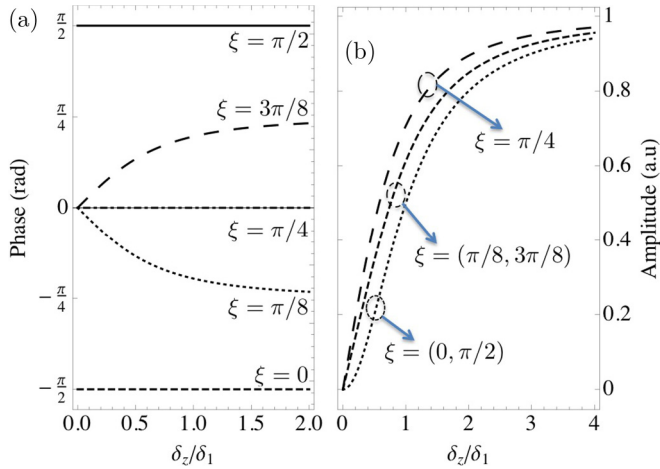 (a)
π/2
ξ = π/2
ξ = 3π/8
π/4
0
ξ = π/4
−π/4
ξ = π/8
−π/2
ξ = 0
Phase (rad)
0.0 0.5 1.0 1.5 2.0
δz/δ1
(b)
ξ = π/4
ξ = (π/8, 3π/8)
ξ = (0, π/2)
1
0.8
0.6
0.4
0.2
0
Amplitude (a.u)
0 1 2 3 4
δz/δ1